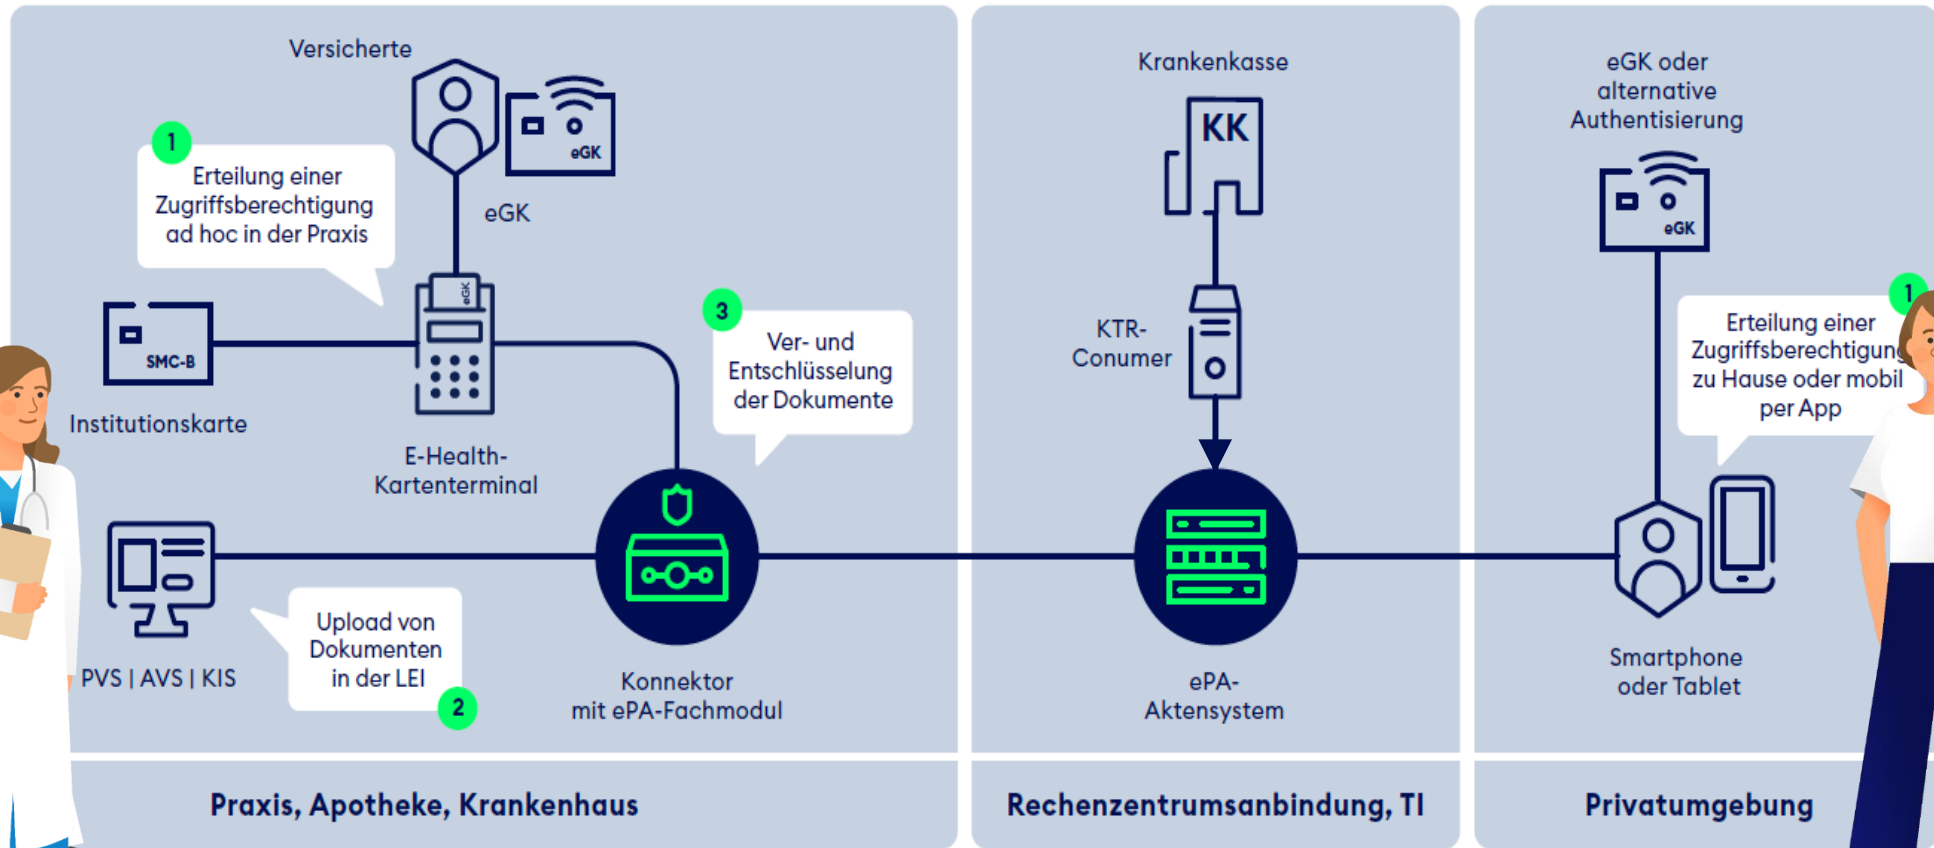 Versicherte
eGK
eGK
1
Erteilung einer
Zugriffsberechtigung
ad hoc in der Praxis
eGK
SMC-B
Institutionskarte
E-Health-
Kartenterminal
3
Ver- und
Entschlüsselung
der Dokumente
PVS | AVS | KIS
Upload von
Dokumenten
in der LEI
2
Konnektor
mit ePA-Fachmodul
Praxis, Apotheke, Krankenhaus
Krankenkasse
KK
KTR-
Conumer
ePA-
Aktensystem
Rechenzentrumsanbindung, TI
eGK oder
alternative
Authentisierung
eGK
1
Erteilung einer
Zugriffsberechtigung
zu Hause oder mobil
per App
Smartphone
oder Tablet
Privatumgebung